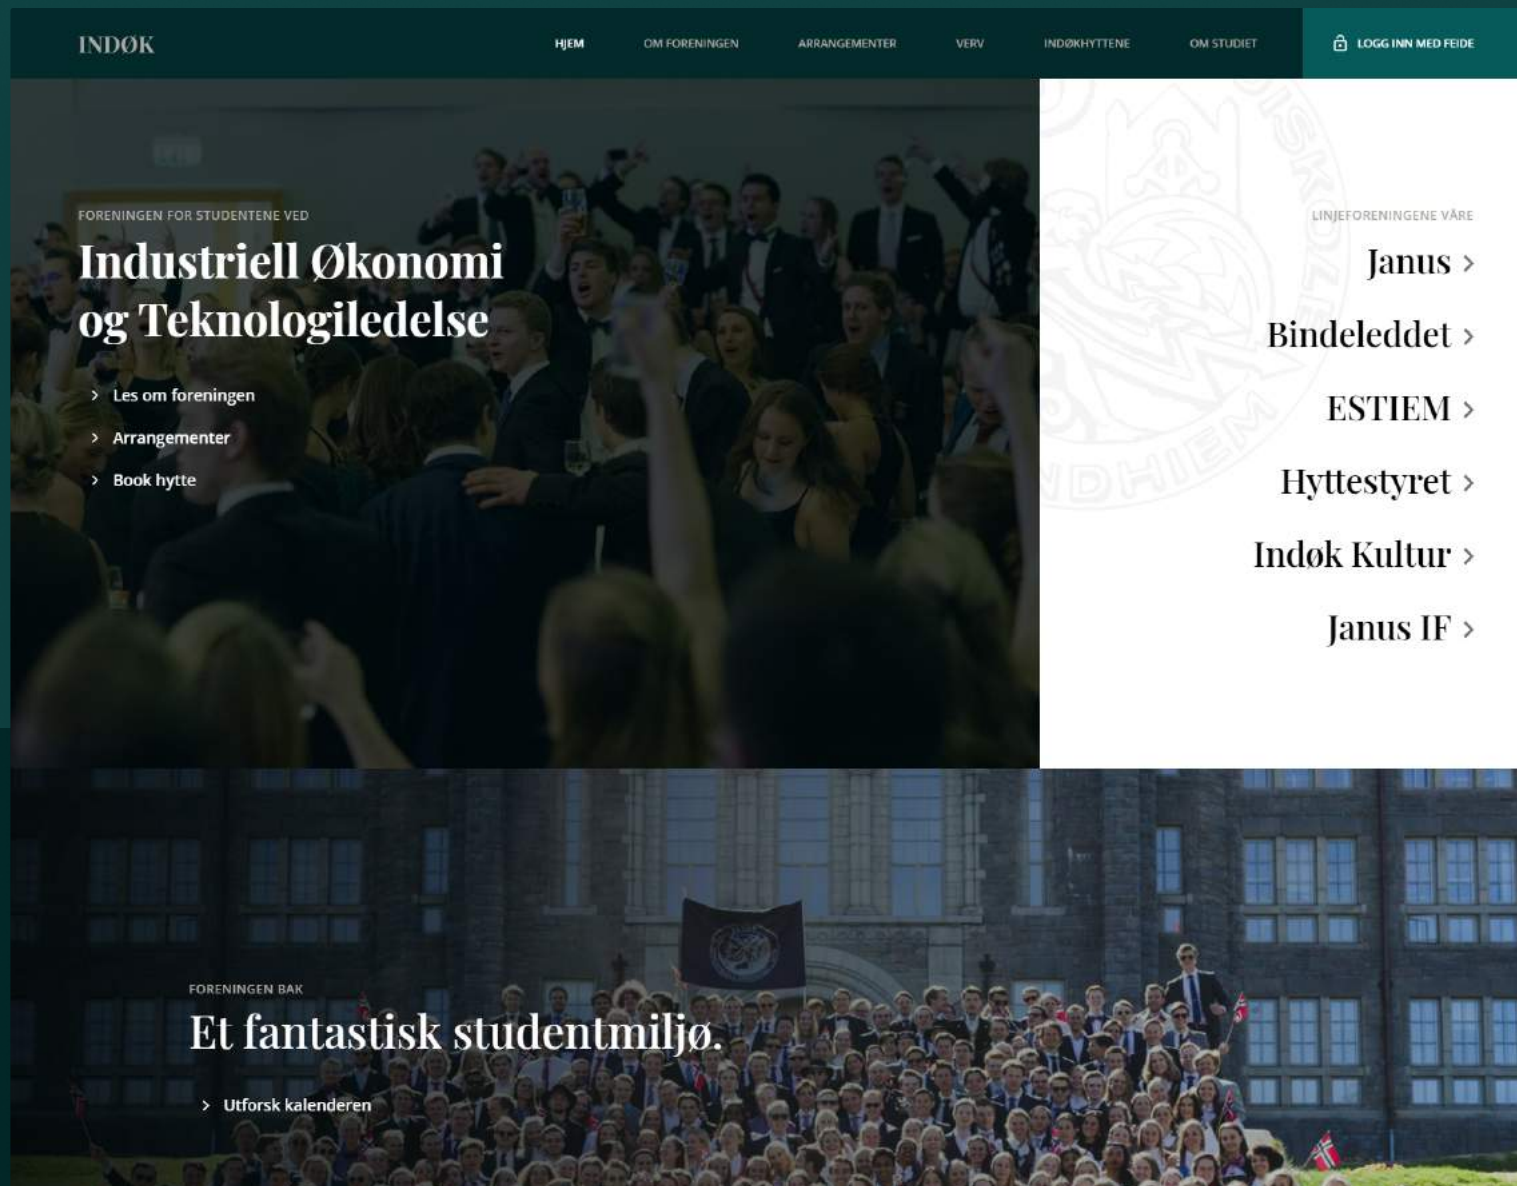 INDØK
HJEM
OM FORENINGEN
ARRANGEMENTER
VERV
INDØKHYTTENE
OM STUDIET
LOGG INN MED FEIDE
FORENINGEN FOR STUDENTENE VED
Industriell Økonomi
og Teknologiledelse
Les om foreningen
Arrangementer
Book hytte
LINJEFORENINGENE VÅRE
Janus
Bindeleddet
ESTIEM
Hyttestyret
Indøk Kultur
Janus IF
FORENINGEN BAK
Et fantastisk studentmiljø.
Utforsk kalenderen